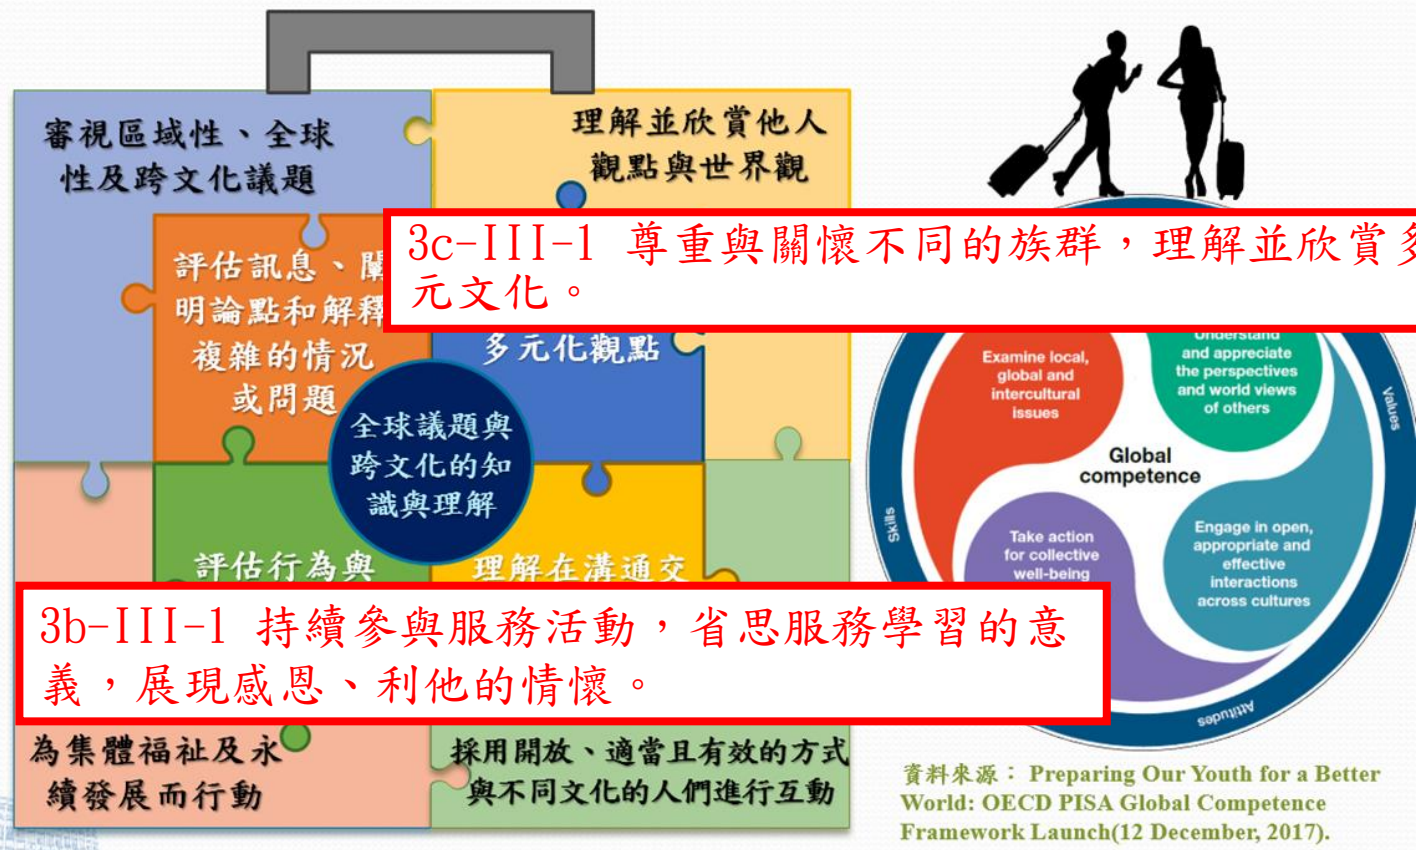 審視區域性、全球
性及跨文化議題
理解並欣賞他人
觀點與世界觀
3c-III-1 尊重與關懷不同的族群，理解並欣賞多
元文化。
評估訊息、闡
明論點和解釋
複雜的情況
或問題
多元化觀點
全球議題與
跨文化的知
識與理解
評估行為與
理解在溝通交
3b-III-1 持續參與服務活動，省思服務學習的意
義，展現感恩、利他的情懷。
為集體福祉及永
續發展而行動
採用開放、適當且有效的方式
與不同文化的人們進行互動
Examine local,
global and
intercultural
issues
Understand
and appreciate
the perspectives
and world views
of others
Global
competence
Take action
for collective
well-being
Engage in open,
appropriate and
effective
interactions
across cultures
Skills
Values
Attitudes
資料來源： Preparing Our Youth for a Better
World: OECD PISA Global Competence
Framework Launch(12 December, 2017).